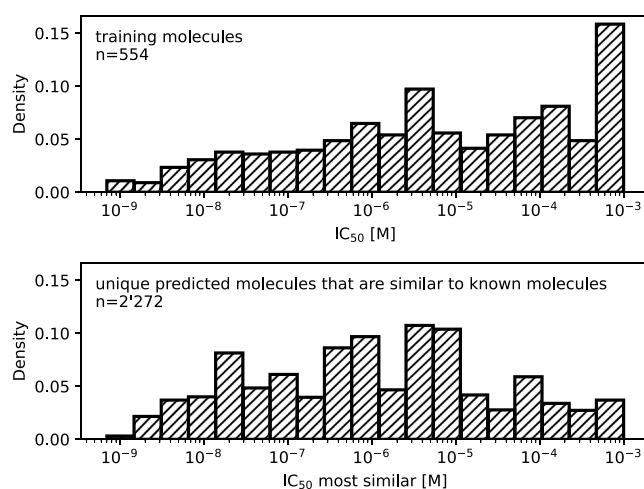 training molecules
n=554
0.15
0.10
0.05
0.00
Density
10⁻⁹ 10⁻⁸ 10⁻⁷ 10⁻⁶ 10⁻⁵ 10⁻⁴ 10⁻³
IC₅₀ [M]
unique predicted molecules that are similar to known molecules
n=2'272
0.15
0.10
0.05
0.00
Density
10⁻⁹ 10⁻⁸ 10⁻⁷ 10⁻⁶ 10⁻⁵ 10⁻⁴ 10⁻³
IC₅₀ most similar [M]